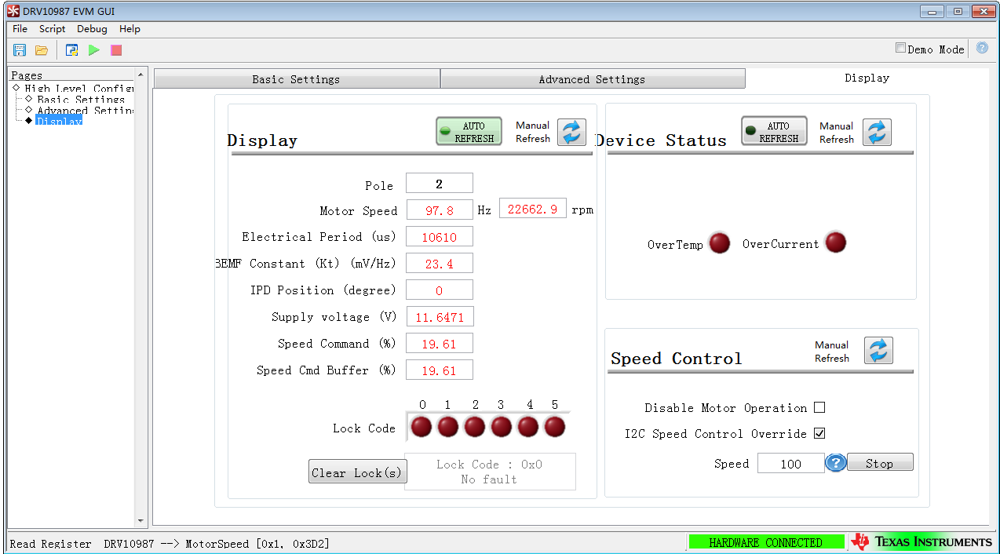 DRV10987 EVM GUI
File Script Debug Help
Demo Mode
Pages
High Level Configu
Basic Settings
Advanced Setting
Display
Basic Settings Advanced Settings Display
Display AUTO REFRESH Manual Refresh
Pole 2
Motor Speed 97.8 Hz 22662.9 rpm
Electrical Period (us) 10610
BEMF Constant (Kt) (mV/Hz) 23.4
IPD Position (degree) 0
Supply voltage (V) 11.6471
Speed Command (%) 19.61
Speed Cmd Buffer (%) 19.61
0 1 2 3 4 5
Lock Code
Clear Lock(s)
Lock Code : 0x0
No fault
Device Status AUTO REFRESH Manual Refresh
OverTemp OverCurrent
Speed Control Manual Refresh
Disable Motor Operation
I2C Speed Control Override
Speed 100 ? Stop
Read Register DRV10987 --> MotorSpeed [0x1, 0x3D2]
HARDWARE CONNECTED
TEXAS INSTRUMENTS